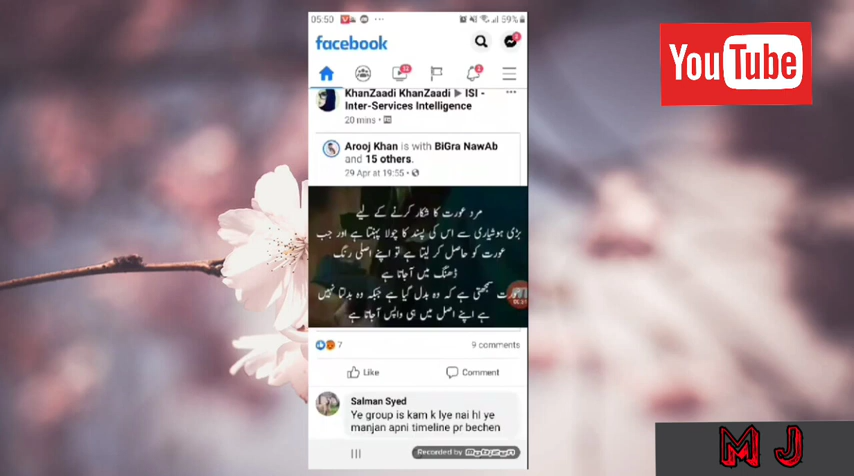 05:50
59%
facebook
12
2
KhanZaadi KhanZaadi ▶ ISI -
Inter-Services Intelligence
20 mins •
Arooj Khan is with BiGra NawAb
and 15 others.
29 Apr at 19:55 •
مرد عورت کا شکار کرنے کے لیے
بڑی ہوشیاری سے اس کی پسند کا چولا پہنتا ہے اور جب
عورت کو حاصل کر لیتا ہے تو اپنے اصلی رنگ
ڈھنگ میں آجاتا ہے
عورت سمجھتی ہے کہ وہ بدل گیا ہے جبکہ وہ بدلتا نہیں
ہے اپنے اصل میں ہی واپس آجاتا ہے
7
9 comments
Like
Comment
Salman Syed
Ye group is kam k lye nai hI ye
manjan apni timeline pr bechen
Recorded by
YouTube
M J